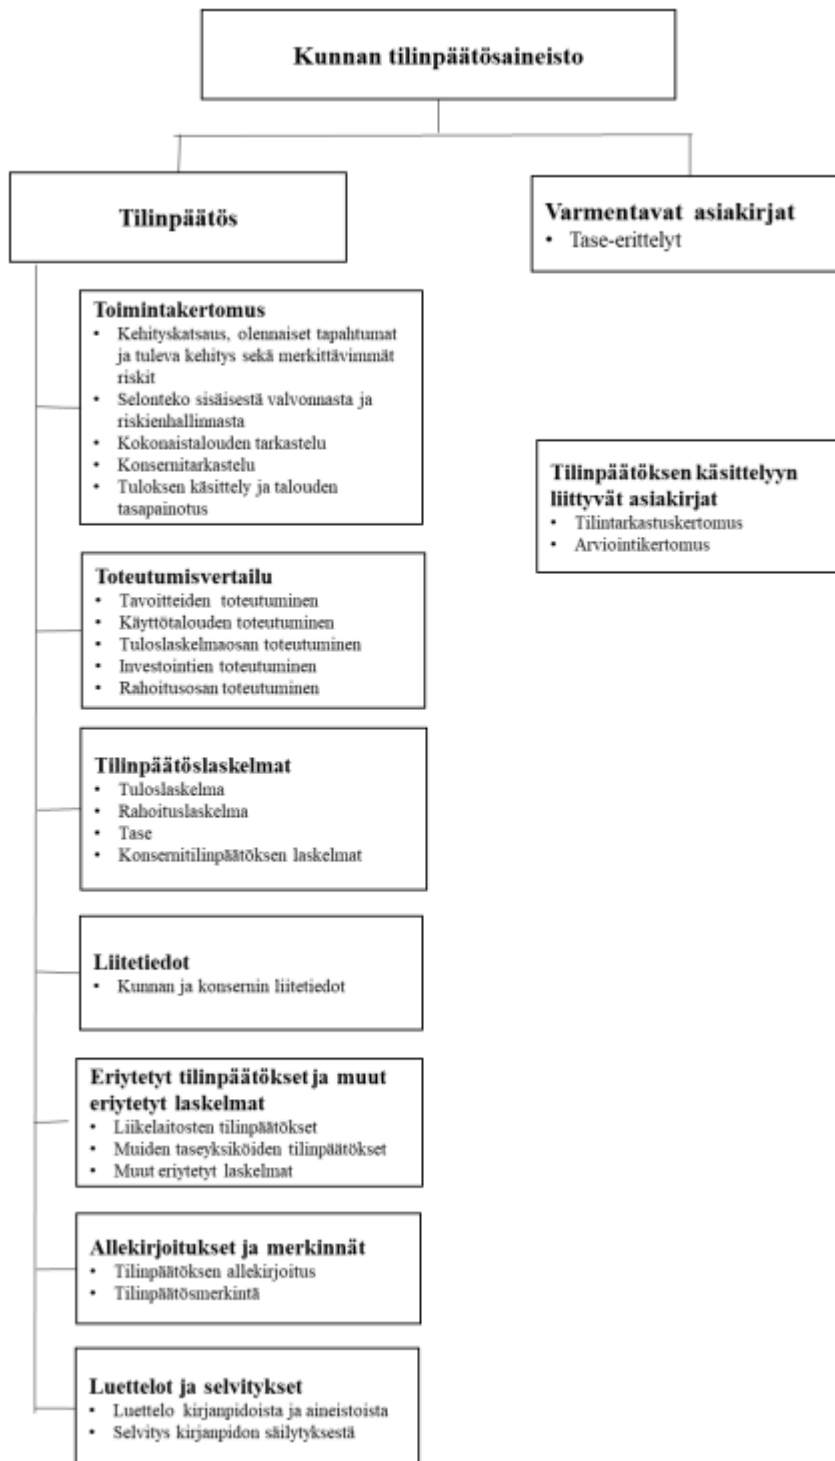 Kunnan tilinpäätösaineisto
Tilinpäätös
Varmentavat asiakirjat
• Tase-erittelyt
Toimintakertomus
• Kehityskatsaus, olennaiset tapahtumat
ja tuleva kehitys sekä merkittävimmät
riskit
• Selonteko sisäisestä valvonnasta ja
riskienhallinnasta
• Kokonaistalouden tarkastelu
• Konsernitarkastelu
• Tuloksen käsittely ja talouden
tasapainotus
Tilinpäätöksen käsittelyyn
liittyvät asiakirjat
• Tilintarkastuskertomus
• Arviointikertomus
Toteutumisvertailu
• Tavoitteiden toteutuminen
• Käyttötalouden toteutuminen
• Tuloslaskelmaosan toteutuminen
• Investointien toteutuminen
• Rahoitusosan toteutuminen
Tilinpäätöslaskelmat
• Tuloslaskelma
• Rahoituslaskelma
• Tase
• Konsernitilinpäätöksen laskelmat
Liitetiedot
• Kunnan ja konsernin liitetiedot
Eriytetyt tilinpäätökset ja muut
eriytetyt laskelmat
• Liikelaitosten tilinpäätökset
• Muiden taseyksiköiden tilinpäätökset
• Muut eriytetyt laskelmat
Allekirjoitukset ja merkinnät
• Tilinpäätöksen allekirjoitus
• Tilinpäätösmerkintä
Luettelot ja selvitykset
• Luettelo kirjanpidoista ja aineistoista
• Selvitys kirjanpidon säilytyksestä